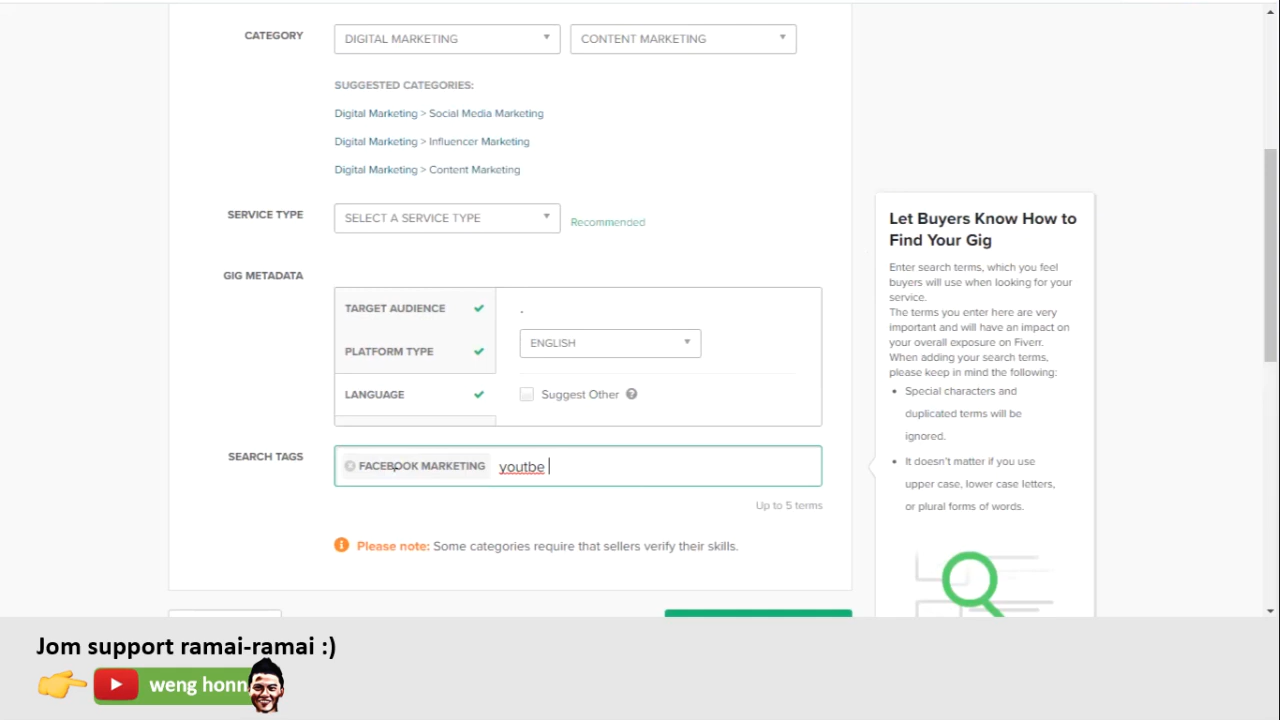 CATEGORY
DIGITAL MARKETING
CONTENT MARKETING
SUGGESTED CATEGORIES:
Digital Marketing > Social Media Marketing
Digital Marketing > Influencer Marketing
Digital Marketing > Content Marketing
SERVICE TYPE
SELECT A SERVICE TYPE
Recommended
GIG METADATA
TARGET AUDIENCE
.
PLATFORM TYPE
ENGLISH
LANGUAGE
Suggest Other
SEARCH TAGS
FACEBOOK MARKETING
youtbe
Up to 5 terms
Please note: Some categories require that sellers verify their skills.
Let Buyers Know How to
Find Your Gig
Enter search terms, which you feel
buyers will use when looking for your
service.
The terms you enter here are very
important and will have an impact on
your overall exposure on Fiverr.
When adding your search terms,
please keep in mind the following:
• Special characters and
duplicated terms will be
ignored.
• It doesn't matter if you use
upper case, lower case letters,
or plural forms of words.
Jom support ramai-ramai :)
weng honn